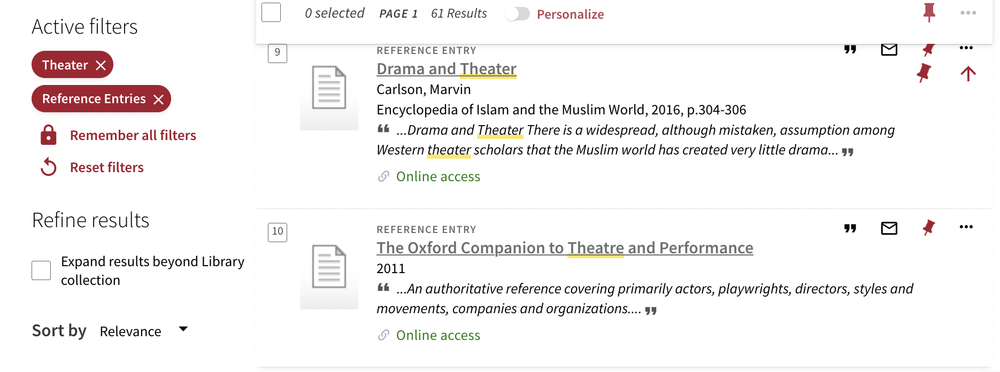 Active filters
Theater
Reference Entries
Remember all filters
Reset filters
Refine results
Expand results beyond Library
collection
Sort by Relevance
0 selected PAGE 1 61 Results Personalize
9
REFERENCE ENTRY
Drama and Theater
Carlson, Marvin
Encyclopedia of Islam and the Muslim World, 2016, p.304-306
“ ...Drama and Theater There is a widespread, although mistaken, assumption among
Western theater scholars that the Muslim world has created very little drama... ”
Online access
10
REFERENCE ENTRY
The Oxford Companion to Theatre and Performance
2011
“ ...An authoritative reference covering primarily actors, playwrights, directors, styles and
movements, companies and organizations.... ”
Online access